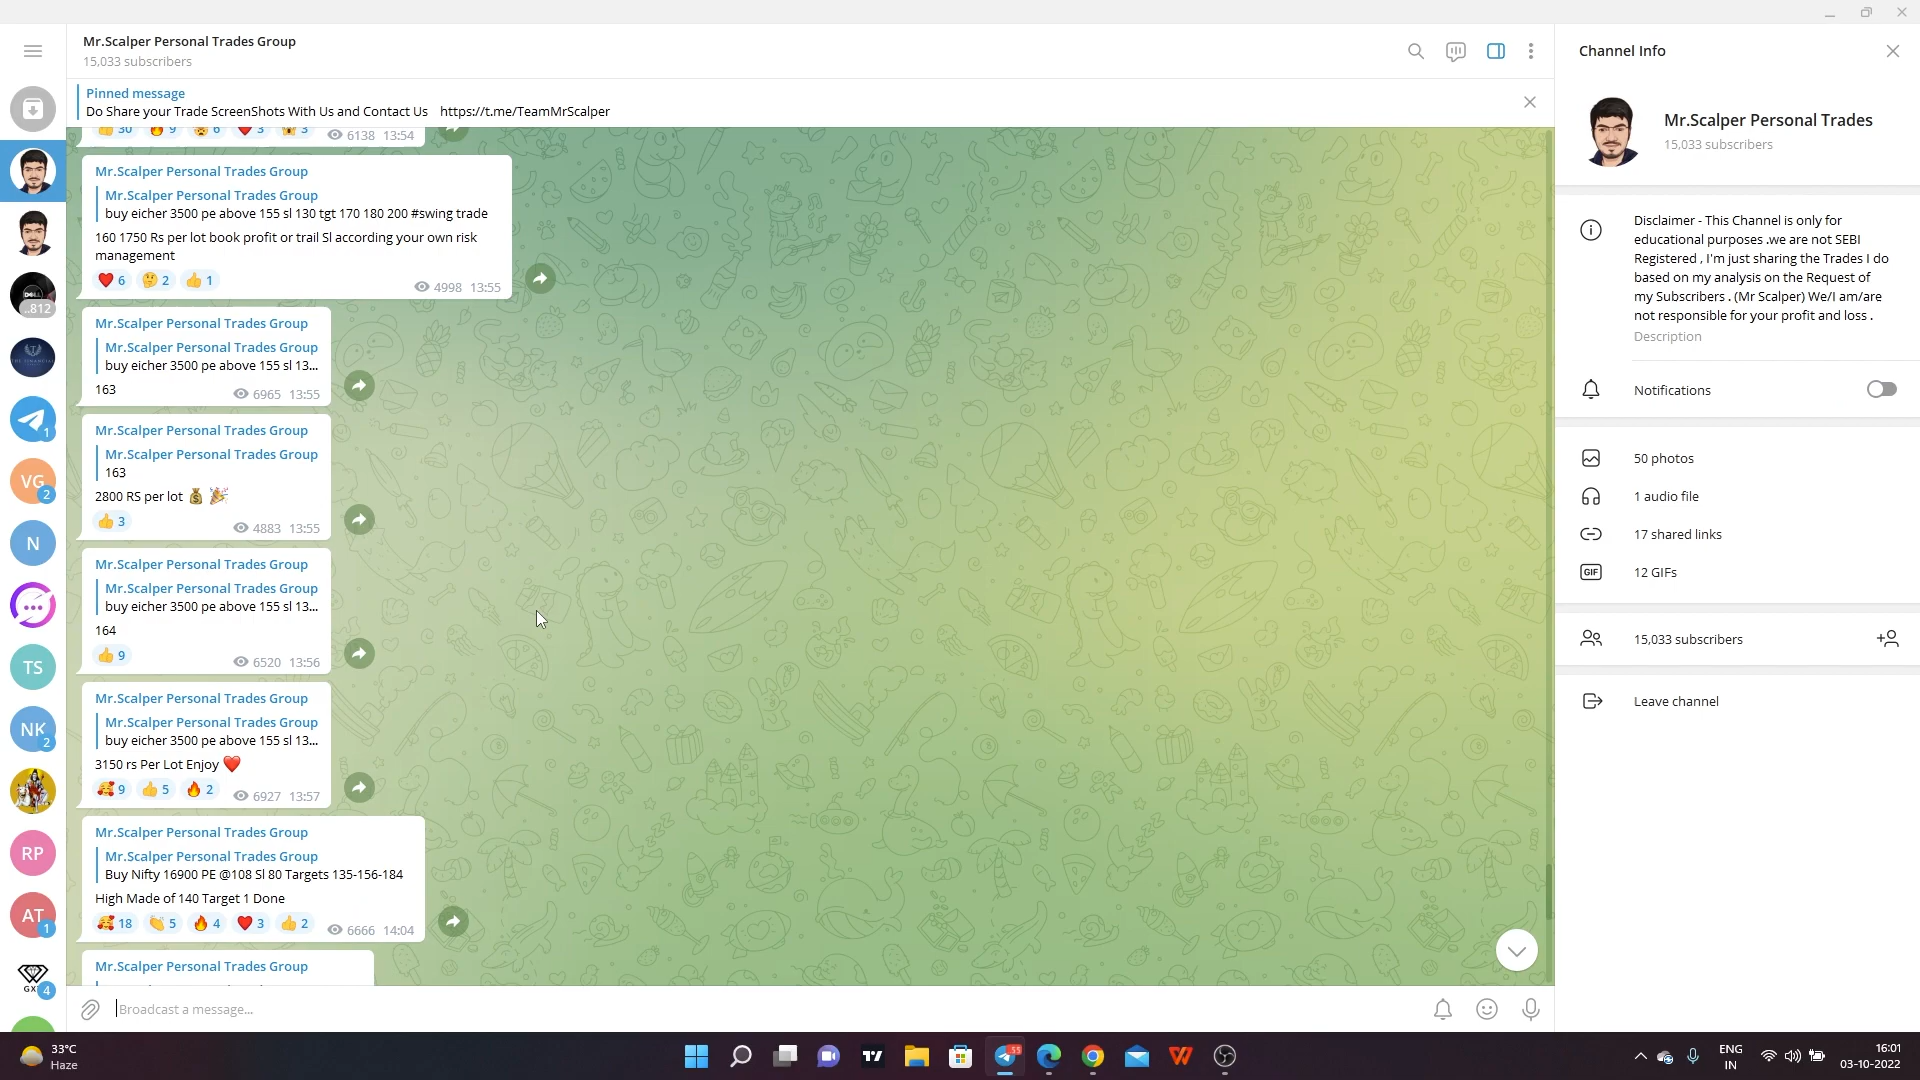 Mr.Scalper Personal Trades Group
15,033 subscribers
Pinned message
Do Share your Trade ScreenShots With Us and Contact Us https://t.me/TeamMrScalper
30 9 6 3 3 6138 13:54
Mr.Scalper Personal Trades Group
Mr.Scalper Personal Trades Group
buy eicher 3500 pe above 155 sl 130 tgt 170 180 200 #swing trade
160 1750 Rs per lot book profit or trail Sl according your own risk
management
❤️ 6 🤔 2 👍 1 4998 13:55
Mr.Scalper Personal Trades Group
Mr.Scalper Personal Trades Group
buy eicher 3500 pe above 155 sl 13...
163
6965 13:55
Mr.Scalper Personal Trades Group
Mr.Scalper Personal Trades Group
163
2800 RS per lot 💰 🎉
👍 3 4883 13:55
Mr.Scalper Personal Trades Group
Mr.Scalper Personal Trades Group
buy eicher 3500 pe above 155 sl 13...
164
👍 9 6520 13:56
Mr.Scalper Personal Trades Group
Mr.Scalper Personal Trades Group
buy eicher 3500 pe above 155 sl 13...
3150 rs Per Lot Enjoy ❤️
🥰 9 👍 5 🔥 2 6927 13:57
Mr.Scalper Personal Trades Group
Mr.Scalper Personal Trades Group
Buy Nifty 16900 PE @108 Sl 80 Targets 135-156-184
High Made of 140 Target 1 Done
🥰 18 👏 5 🔥 4 ❤️ 3 👍 2 6666 14:04
Mr.Scalper Personal Trades Group
Broadcast a message...
DELL
..812
1
VG
2
N
TS
NK
2
RP
AT
1
GX
4
Channel Info
Mr.Scalper Personal Trades
15,033 subscribers
Disclaimer - This Channel is only for
educational purposes .we are not SEBI
Registered , I'm just sharing the Trades I do
based on my analysis on the Request of
my Subscribers . (Mr Scalper) We/I am/are
not responsible for your profit and loss .
Description
Notifications
50 photos
1 audio file
17 shared links
GIF 12 GIFs
15,033 subscribers
Leave channel
33°C
Haze
55
ENG
IN
16:01
03-10-2022